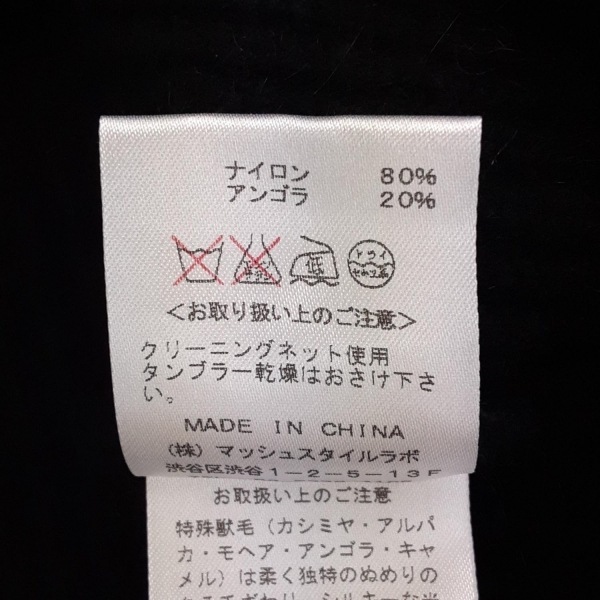 ナイロン 80%
アンゴラ 20%
低 ドライ
セキユ系
<お取り扱い上のご注意>
クリーニングネット使用
タンブラー乾燥はおさけ下さ
い。
MADE IN CHINA
(株)マッシュスタイルラボ
渋谷区渋谷1-2-5-13F
お取扱い上のご注意
特殊獣毛(カシミヤ・アルパ
カ・モヘア・アンゴラ・キャ
メル)は柔く独特のぬめりの